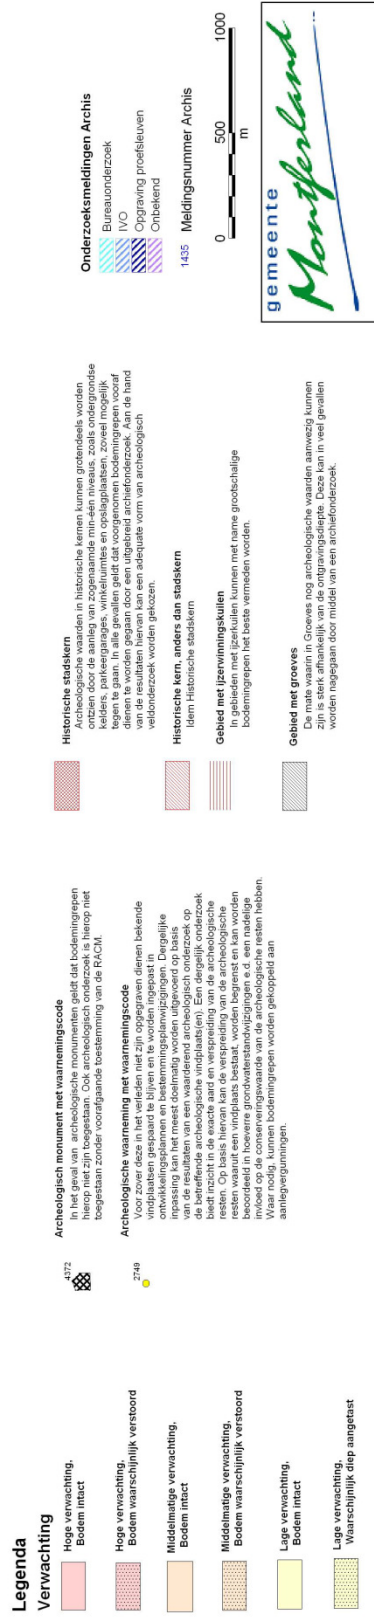 Legenda
Verwachting
Hoge verwachting,
Bodem intact
Hoge verwachting,
Bodem waarschijnlijk verstoord
Middelmatige verwachting,
Bodem intact
Middelmatige verwachting,
Bodem waarschijnlijk verstoord
Lage verwachting,
Bodem intact
Lage verwachting,
Waarschijnlijk diep aangetast
4372
Archeologisch monument met waarnemingscode
In het geval van archeologische monumenten geldt dat bodemingrepen
hierop niet zijn toegestaan. Ook archeologisch onderzoek is hierop niet
toegestaan zonder voorafgaande toestemming van de RACM.
2749
Archeologische waarneming met waarnemingscode
Voor zover deze in het verleden niet zijn opgegraven dienen bekende
vindplaatsen gespaard te blijven en te worden ingepast in
ontwikkelingsplannen en bestemmingsplanwijzigingen. Dergelijke
inpassing kan het meest doelmatig worden uitgevoerd op basis
van de resultaten van een waarderend archeologisch onderzoek op
de betreffende archeologische vindplaats(en). Een dergelijk onderzoek
biedt inzicht in de exacte aard en verspreiding van de archeologische
resten. Op basis hiervan kan de verspreiding van de archeologische
resten waaruit een vindplaats bestaat, worden begrenst en kan worden
beoordeeld in hoeverre grondwaterstandwijzigingen e.d. een nadelige
invloed op de conserveringswaarde van de archeologische resten hebben.
Waar nodig, kunnen bodemingrepen worden gekoppeld aan
aanlegvergunningen.
Historische stadskern
Archeologische waarden in historische kernen kunnen grotendeels worden
ontzien door de aanleg van zogenaamde min-één niveaus, zoals ondergrondse
kelders, parkeergarages, winkelruimtes en opslagplaatsen, zoveel mogelijk
tegen te gaan. In alle gevallen geldt dat voorgenomen bodemingrepen vooraf
dienen te worden gegaan door een uitgebreid archiefonderzoek. Aan de hand
van de resultaten hiervan kan een adequate vorm van archeologisch
veldonderzoek worden gekozen.
Historische kern, anders dan stadskern
Idem Historische stadskern
Gebied met ijzerwinningskuilen
In gebieden met ijzerkuilen kunnen met name grootschalige
bodemingrepen het beste vermeden worden.
Gebied met groeves
De mate waarin in Groeves nog archeologische waarden aanwezig kunnen
zijn is sterk afhankelijk van de ontgravingsdiepte. Deze kan in veel gevallen
worden nagegaan door middel van een archiefonderzoek.
Onderzoeksmeldingen Archis
Bureauonderzoek
IVO
Opgraving proefsleuven
Onbekend
1435 Meldingsnummer Archis
0 500 1000
m
gemeente
Montferland